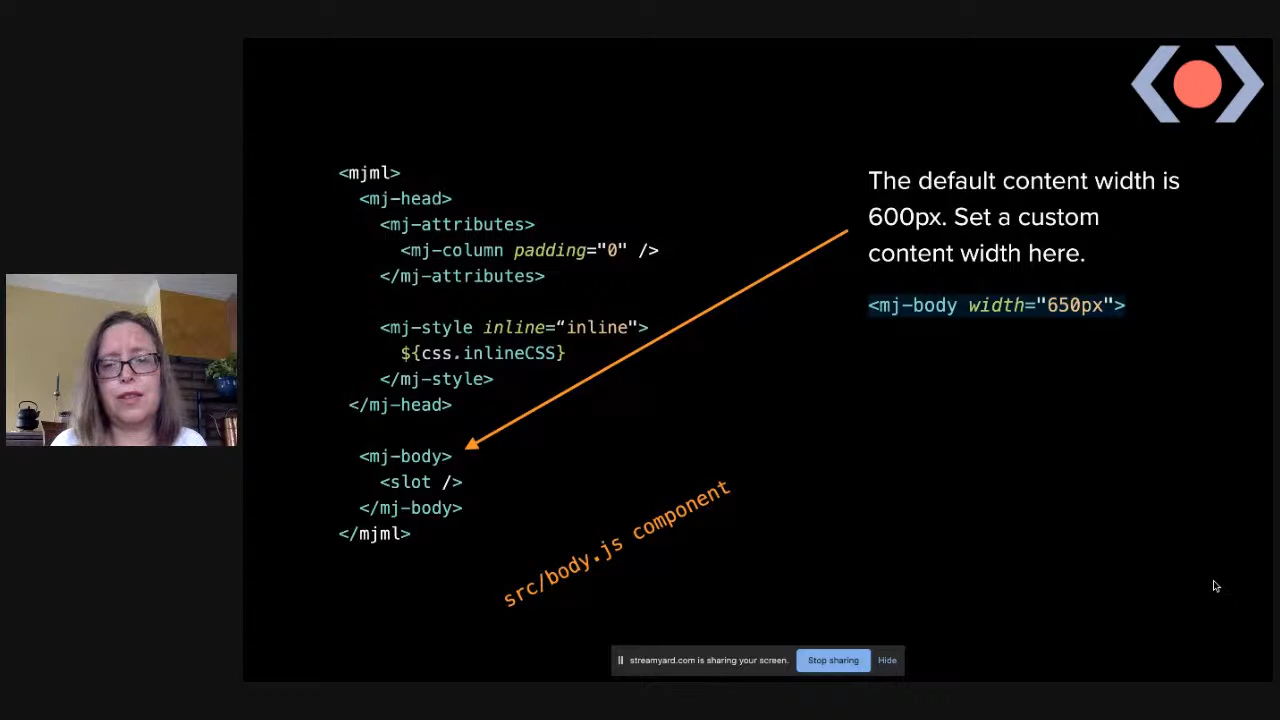 <mjml>
<mj-head>
<mj-attributes>
<mj-column padding="0" />
</mj-attributes>
<mj-style inline=“inline">
${css.inlineCSS}
</mj-style>
</mj-head>
<mj-body>
<slot />
</mj-body>
</mjml>
src/body.js component
The default content width is
600px. Set a custom
content width here.
<mj-body width="650px">
streamyard.com is sharing your screen.
Stop sharing
Hide